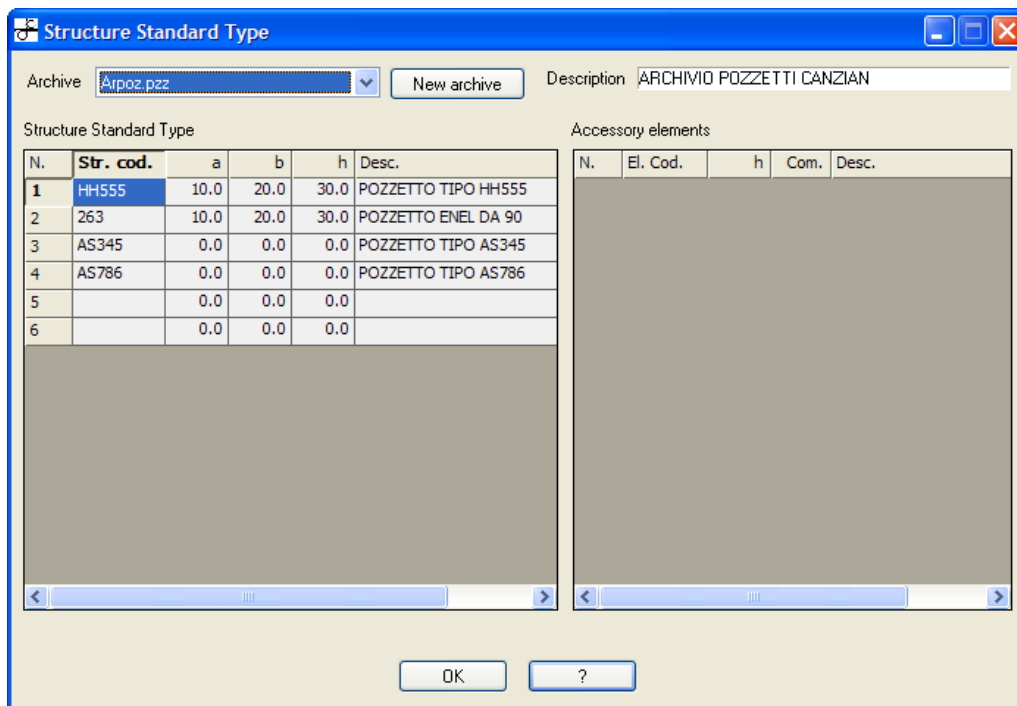 Structure Standard Type
Archive Arpoz.pzz New archive Description ARCHIVIO POZZETTI CANZIAN
Structure Standard Type
N. Str. cod. a b h Desc.
1 HH555 10.0 20.0 30.0 POZZETTO TIPO HH555
2 263 10.0 20.0 30.0 POZZETTO ENEL DA 90
3 AS345 0.0 0.0 0.0 POZZETTO TIPO AS345
4 AS786 0.0 0.0 0.0 POZZETTO TIPO AS786
5 0.0 0.0 0.0
6 0.0 0.0 0.0
Accessory elements
N. El. Cod. h Com. Desc.
OK ?